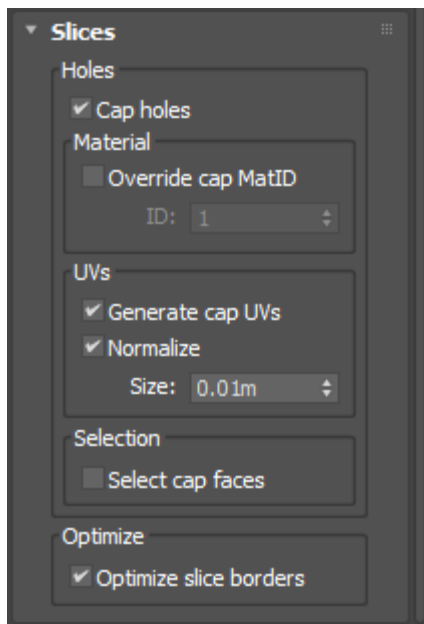 Slices
Holes
Cap holes
Material
Override cap MatID
ID: 1
UVs
Generate cap UVs
Normalize
Size: 0.01m
Selection
Select cap faces
Optimize
Optimize slice borders